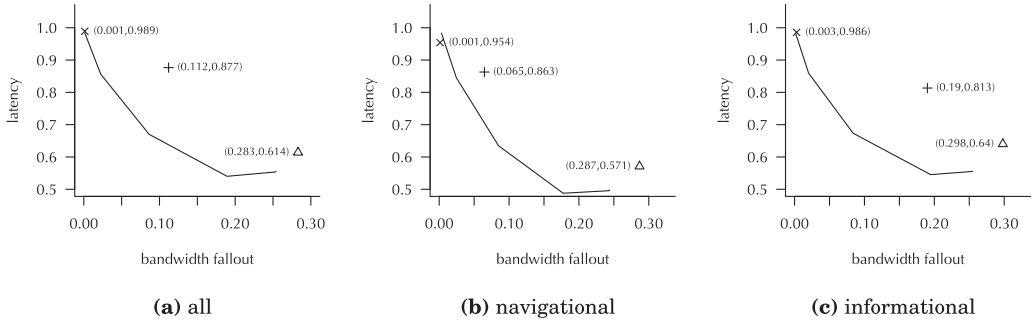 latency
1.0
0.9
0.8
0.7
0.6
0.5
(0.001,0.989)
(0.112,0.877)
(0.283,0.614)
0.00 0.10 0.20 0.30
bandwidth fallout
(a) all
latency
1.0
0.9
0.8
0.7
0.6
0.5
(0.001,0.954)
(0.065,0.863)
(0.287,0.571)
0.00 0.10 0.20 0.30
bandwidth fallout
(b) navigational
latency
1.0
0.9
0.8
0.7
0.6
0.5
(0.003,0.986)
(0.19,0.813)
(0.298,0.64)
0.00 0.10 0.20 0.30
bandwidth fallout
(c) informational